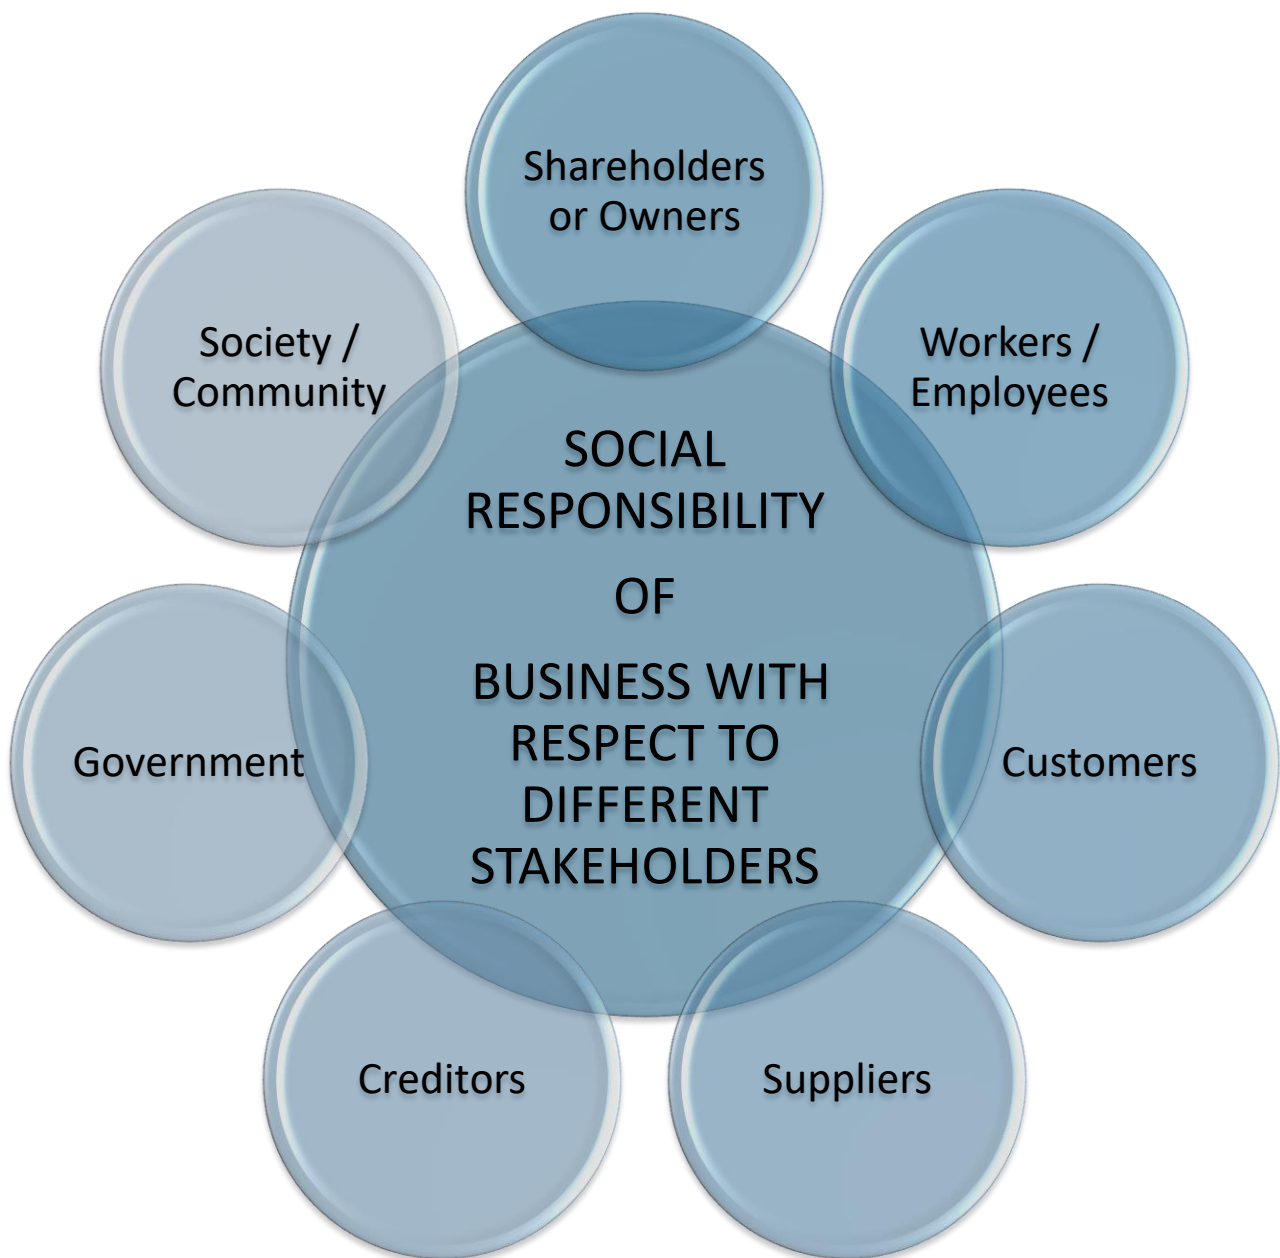 Shareholders
or Owners
Workers /
Employees
Customers
Suppliers
Creditors
Government
Society /
Community
SOCIAL
RESPONSIBILITY
OF
BUSINESS WITH
RESPECT TO
DIFFERENT
STAKEHOLDERS